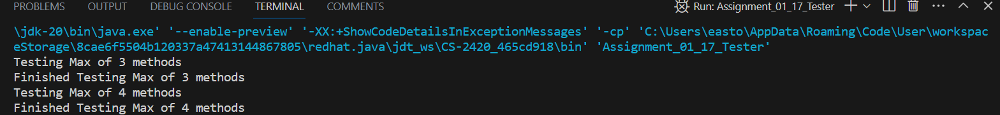 PROBLEMS OUTPUT DEBUG CONSOLE TERMINAL COMMENTS Run: Assignment_01_17_Tester
\jdk-20\bin\java.exe' '--enable-preview' '-XX:+ShowCodeDetailsInExceptionMessages' '-cp' 'C:\Users\easto\AppData\Roaming\Code\User\workspac
eStorage\8cae6f5504b120337a47413144867805\redhat.java\jdt_ws\CS-2420_465cd918\bin' 'Assignment_01_17_Tester'
Testing Max of 3 methods
Finished Testing Max of 3 methods
Testing Max of 4 methods
Finished Testing Max of 4 methods